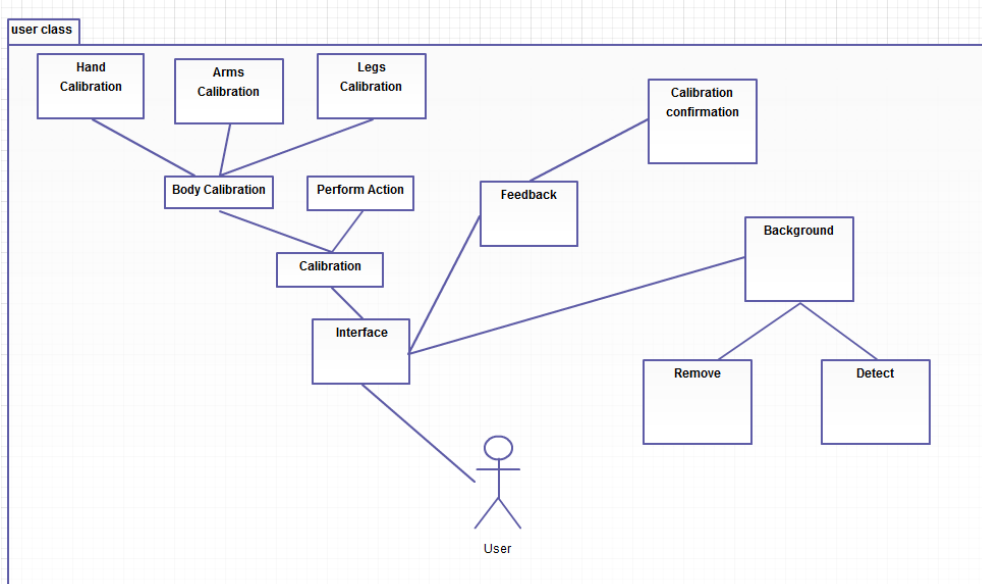 user class
Hand
Calibration
Arms
Calibration
Legs
Calibration
Calibration
confirmation
Body Calibration
Perform Action
Feedback
Background
Calibration
Interface
Remove
Detect
User